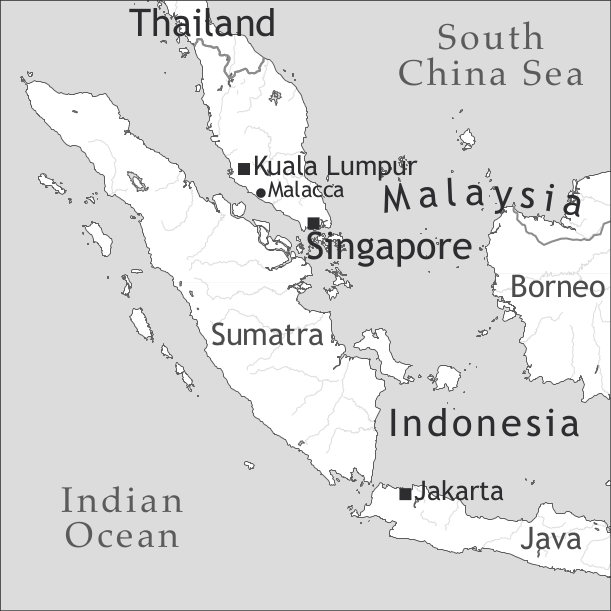 Thailand
South
China Sea
Kuala Lumpur
Malacca
Malaysia
Singapore
Borneo
Sumatra
Indonesia
Indian
Ocean
Jakarta
Java